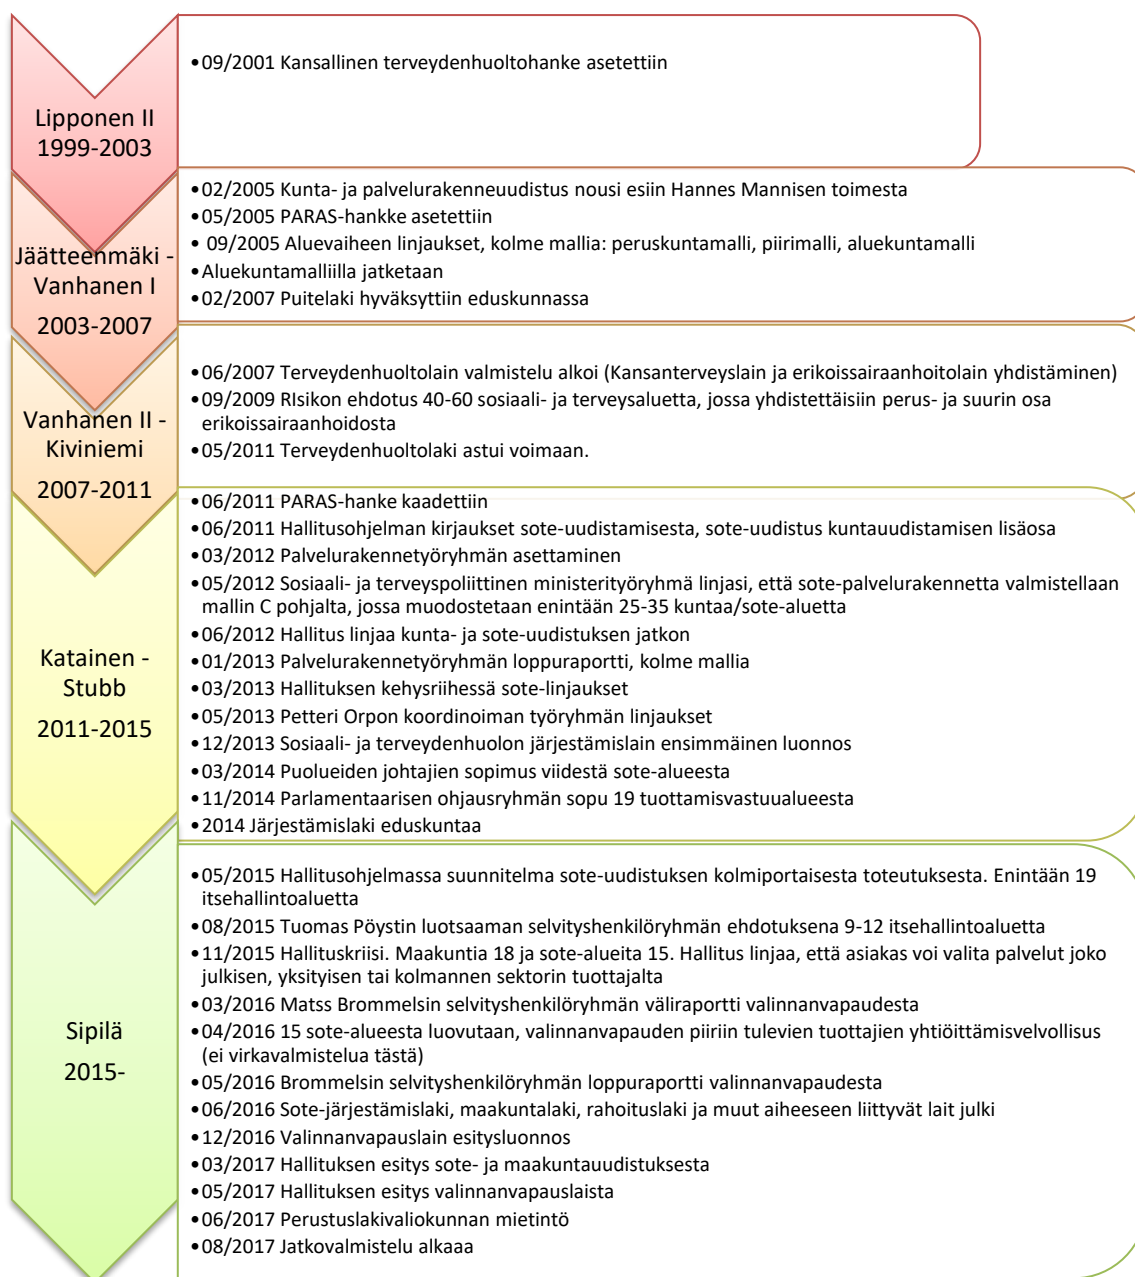 Lipponen II
1999-2003
•09/2001 Kansallinen terveydenhuoltohanke asetettiin
Jäätteenmäki -
Vanhanen I
2003-2007
•02/2005 Kunta- ja palvelurakenneuudistus nousi esiin Hannes Mannisen toimesta
•05/2005 PARAS-hankke asetettiin
• 09/2005 Aluevaiheen linjaukset, kolme mallia: peruskuntamalli, piirimalli, aluekuntamalli
•Aluekuntamalliilla jatketaan
•02/2007 Puitelaki hyväksyttiin eduskunnassa
Vanhanen II -
Kiviniemi
2007-2011
•06/2007 Terveydenhuoltolain valmistelu alkoi (Kansanterveyslain ja erikoissairaanhoitolain yhdistäminen)
•09/2009 RIsikon ehdotus 40-60 sosiaali- ja terveysaluetta, jossa yhdistettäisiin perus- ja suurin osa
erikoissairaanhoidosta
•05/2011 Terveydenhuoltolaki astui voimaan.
Katainen -
Stubb
2011-2015
•06/2011 PARAS-hanke kaadettiin
•06/2011 Hallitusohjelman kirjaukset sote-uudistamisesta, sote-uudistus kuntauudistamisen lisäosa
•03/2012 Palvelurakennetyöryhmän asettaminen
•05/2012 Sosiaali- ja terveyspoliittinen ministerityöryhmä linjasi, että sote-palvelurakennetta valmistellaan
mallin C pohjalta, jossa muodostetaan enintään 25-35 kuntaa/sote-aluetta
•06/2012 Hallitus linjaa kunta- ja sote-uudistuksen jatkon
•01/2013 Palvelurakennetyöryhmän loppuraportti, kolme mallia
•03/2013 Hallituksen kehysriihessä sote-linjaukset
•05/2013 Petteri Orpon koordinoiman työryhmän linjaukset
•12/2013 Sosiaali- ja terveydenhuolon järjestämislain ensimmäinen luonnos
•03/2014 Puolueiden johtajien sopimus viidestä sote-alueesta
•11/2014 Parlamentaarisen ohjausryhmän sopu 19 tuottamisvastuualueesta
•2014 Järjestämislaki eduskuntaa
Sipilä
2015-
•05/2015 Hallitusohjelmassa suunnitelma sote-uudistuksen kolmiportaisesta toteutuksesta. Enintään 19
itsehallintoaluetta
•08/2015 Tuomas Pöystin luotsaaman selvityshenkilöryhmän ehdotuksena 9-12 itsehallintoaluetta
•11/2015 Hallituskriisi. Maakuntia 18 ja sote-alueita 15. Hallitus linjaa, että asiakas voi valita palvelut joko
julkisen, yksityisen tai kolmannen sektorin tuottajalta
•03/2016 Matss Brommelsin selvityshenkilöryhmän väliraportti valinnanvapaudesta
•04/2016 15 sote-alueesta luovutaan, valinnanvapauden piiriin tulevien tuottajien yhtiöittämisvelvollisus
(ei virkavalmistelua tästä)
•05/2016 Brommelsin selvityshenkilöryhmän loppuraportti valinnanvapaudesta
•06/2016 Sote-järjestämislaki, maakuntalaki, rahoituslaki ja muut aiheeseen liittyvät lait julki
•12/2016 Valinnanvapauslain esitysluonnos
•03/2017 Hallituksen esitys sote- ja maakuntauudistuksesta
•05/2017 Hallituksen esitys valinnanvapauslaista
•06/2017 Perustuslakivaliokunnan mietintö
•08/2017 Jatkovalmistelu alkaaa